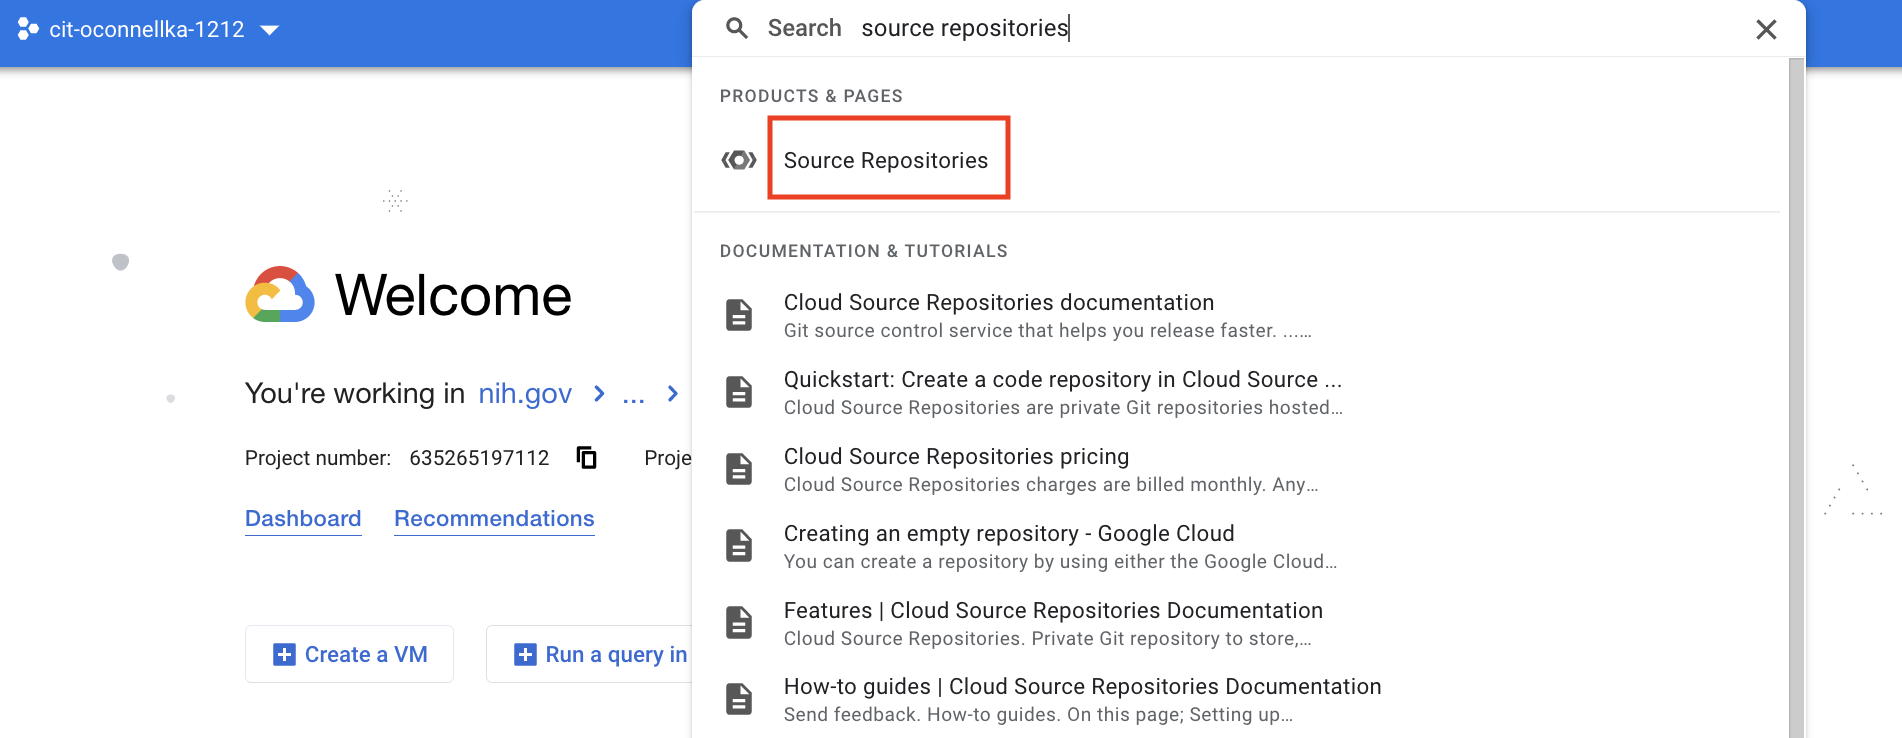 cit-oconnellka-1212
Search source repositories
PRODUCTS & PAGES
Source Repositories
DOCUMENTATION & TUTORIALS
Cloud Source Repositories documentation
Git source control service that helps you release faster. ...…
Quickstart: Create a code repository in Cloud Source ...
Cloud Source Repositories are private Git repositories hosted…
Cloud Source Repositories pricing
Cloud Source Repositories charges are billed monthly. Any…
Creating an empty repository - Google Cloud
You can create a repository by using either the Google Cloud…
Features | Cloud Source Repositories Documentation
Cloud Source Repositories. Private Git repository to store,…
How-to guides | Cloud Source Repositories Documentation
Send feedback. How-to guides. On this page; Setting up…
Welcome
You're working in nih.gov > ... >
Project number: 635265197112 Proje
Dashboard Recommendations
Create a VM Run a query in